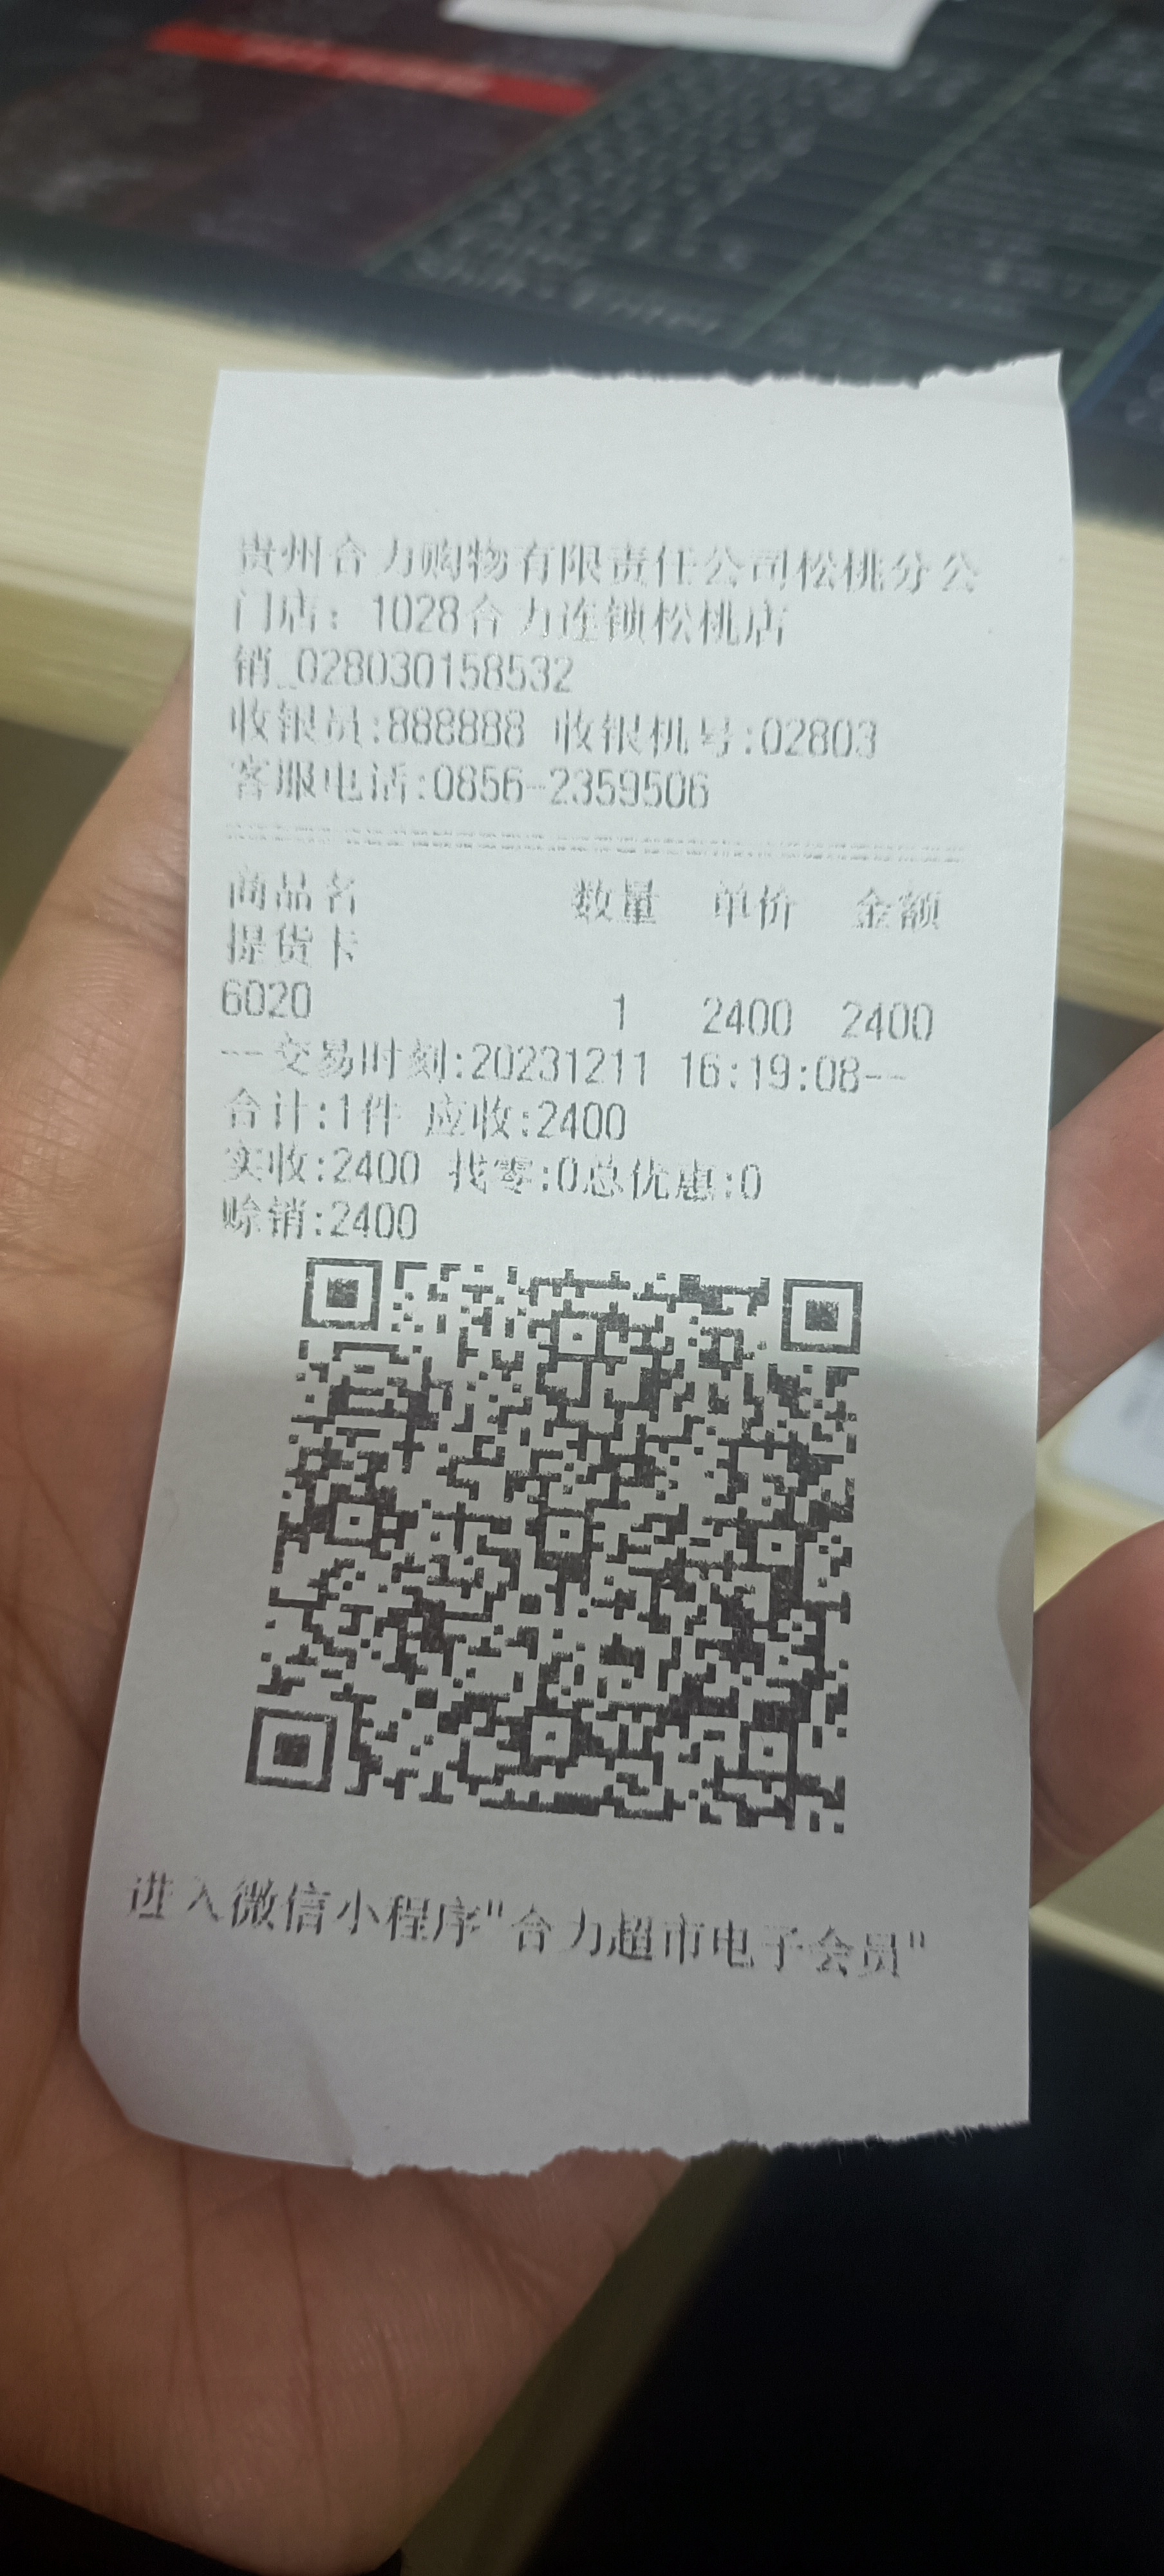 贵州合力购物有限责任公司松桃分公
门店: 1028合力连锁松桃店
销_028030158532
收银员:888888 收银机号:02803
客服电话:0856-2359506
商品名 数量 单价 金额
提货卡
6020 1 2400 2400
--交易时刻:20231211 16:19:08--
合计:1件 应收:2400
实收:2400 找零:0总优惠:0
赊销:2400
进入微信小程序"合力超市电子会员"